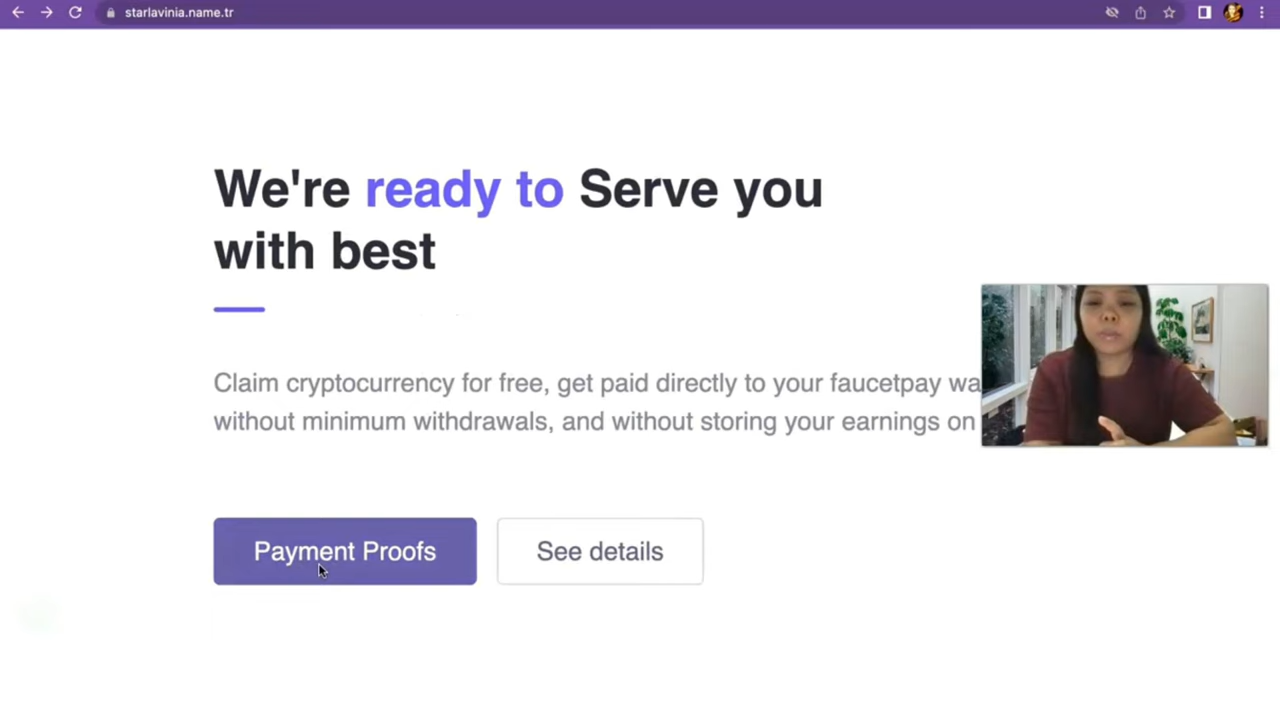 starlavinia.name.tr
We're ready to Serve you
with best
Claim cryptocurrency for free, get paid directly to your faucetpay
without minimum withdrawals, and without storing your earnings on
Payment Proofs
See details